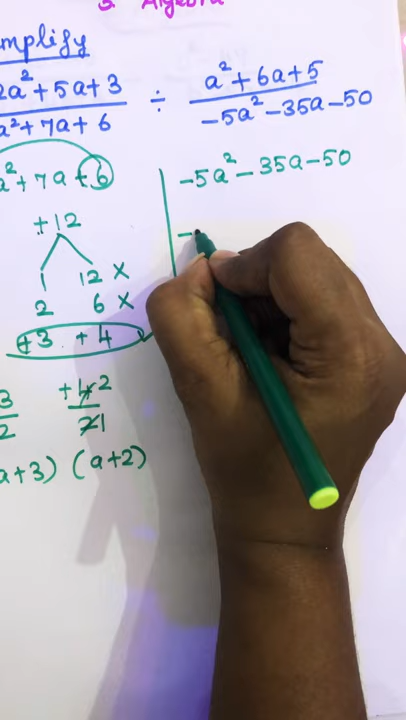 Algebra
mplify
2a² + 5a + 3 / a² + 7a + 6 ÷ a² + 6a + 5 / -5a² - 35a - 50
a² + 7a + 6
-5a² - 35a - 50
+12
1 12 ×
2 6 ×
+3 +4
3/2 +4 2 / 2 1
a+3) (a+2)